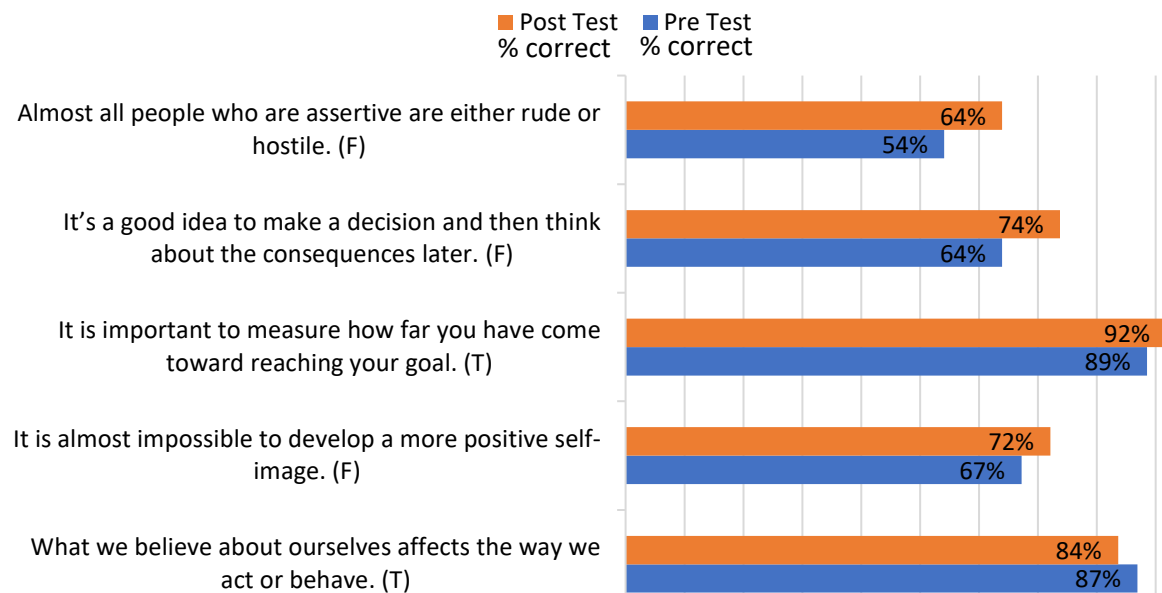 Post Test Pre Test
% correct % correct
Almost all people who are assertive are either rude or
hostile. (F)
64%
54%
It’s a good idea to make a decision and then think
about the consequences later. (F)
74%
64%
It is important to measure how far you have come
toward reaching your goal. (T)
92%
89%
It is almost impossible to develop a more positive self-
image. (F)
72%
67%
What we believe about ourselves affects the way we
act or behave. (T)
84%
87%